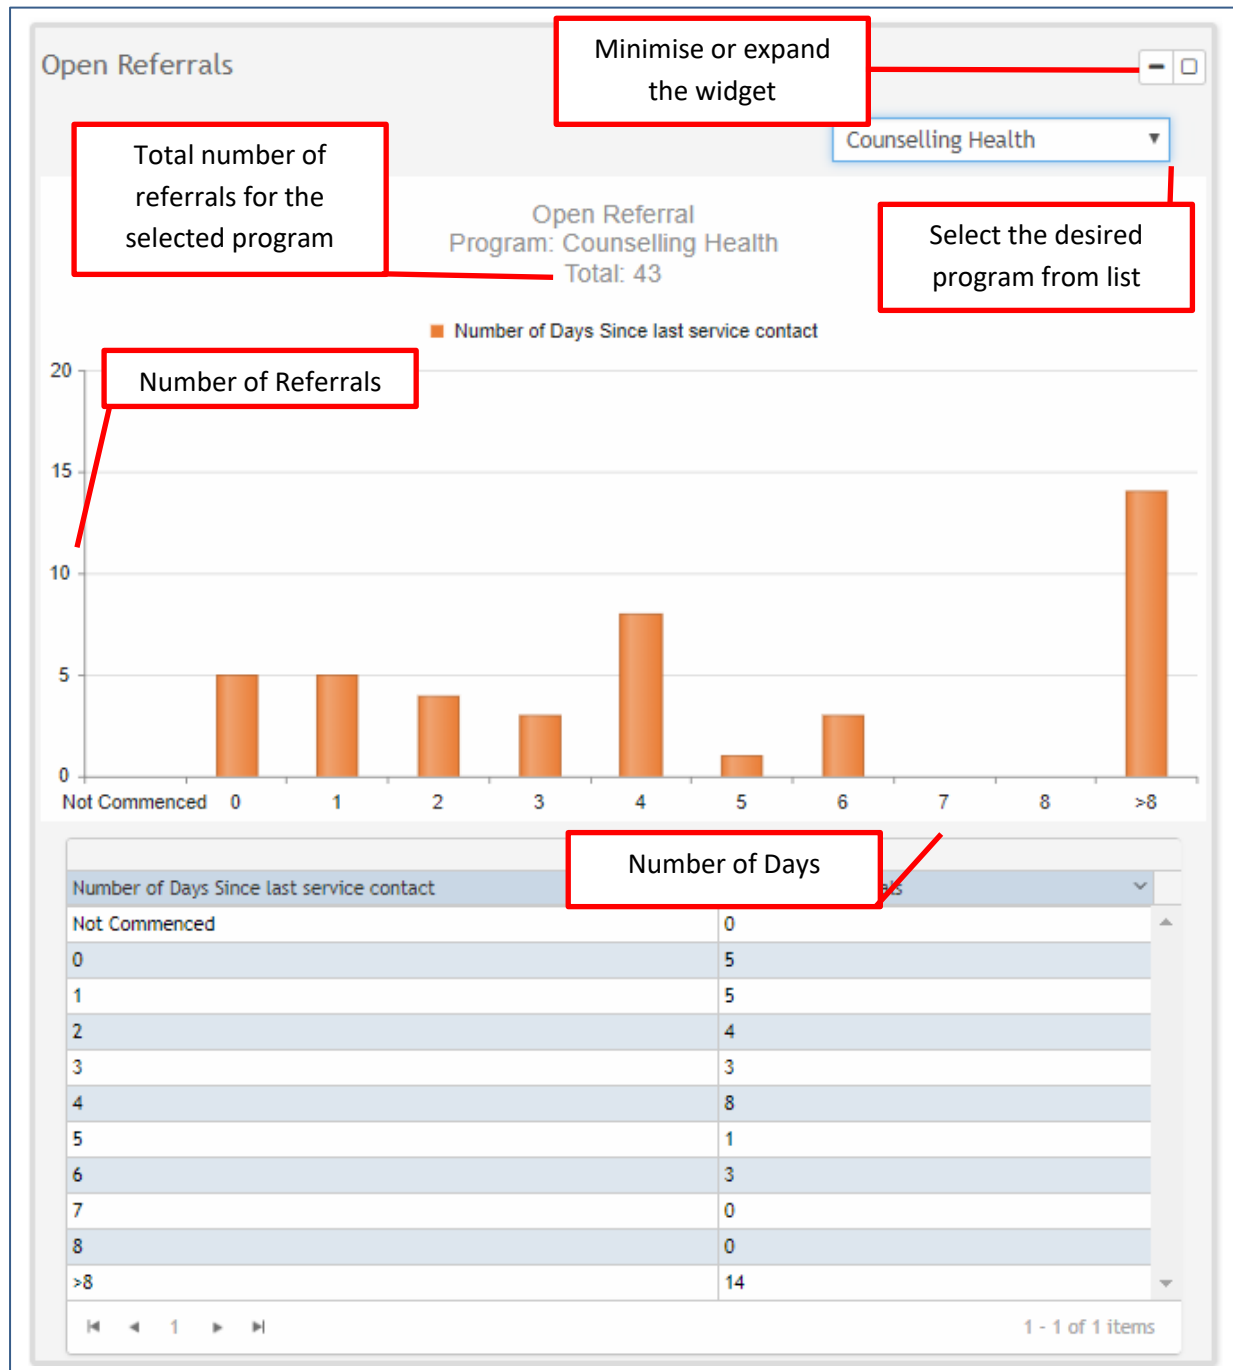 Open Referrals
Minimise or expand
the widget
Counselling Health
Total number of
referrals for the
selected program
Select the desired
program from list
Open Referral
Program: Counselling Health
Total: 43
Number of Days Since last service contact
Number of Referrals
20
15
10
5
0
Not Commenced 0 1 2 3 4 5 6 7 8 >8
Number of Days
Number of Days Since last service contact
Not Commenced 0
0 5
1 5
2 4
3 3
4 8
5 1
6 3
7 0
8 0
>8 14
1
1 - 1 of 1 items